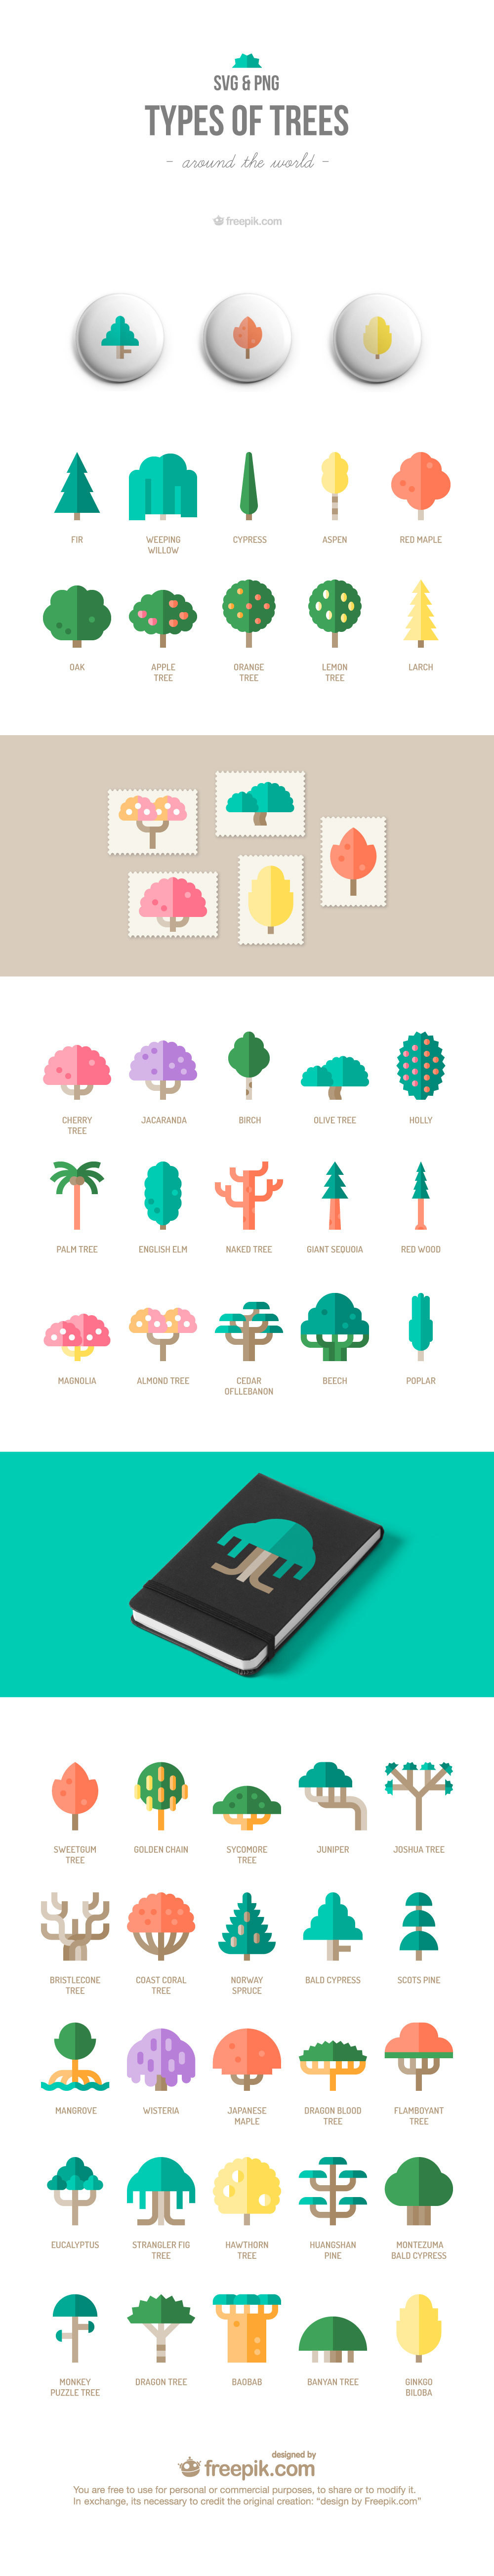 SVG & PNG
TYPES OF TREES
- around the world -
freepik.com
FIR
WEEPING
WILLOW
CYPRESS
ASPEN
RED MAPLE
OAK
APPLE
TREE
ORANGE
TREE
LEMON
TREE
LARCH
CHERRY
TREE
JACARANDA
BIRCH
OLIVE TREE
HOLLY
PALM TREE
ENGLISH ELM
NAKED TREE
GIANT SEQUOIA
RED WOOD
MAGNOLIA
ALMOND TREE
CEDAR
OFLLEBANON
BEECH
POPLAR
SWEETGUM
TREE
GOLDEN CHAIN
SYCOMORE
TREE
JUNIPER
JOSHUA TREE
BRISTLECONE
TREE
COAST CORAL
TREE
NORWAY
SPRUCE
BALD CYPRESS
SCOTS PINE
MANGROVE
WISTERIA
JAPANESE
MAPLE
DRAGON BLOOD
TREE
FLAMBOYANT
TREE
EUCALYPTUS
STRANGLER FIG
TREE
HAWTHORN
TREE
HUANGSHAN
PINE
MONTEZUMA
BALD CYPRESS
MONKEY
PUZZLE TREE
DRAGON TREE
BAOBAB
BANYAN TREE
GINKGO
BILOBA
designed by
freepik.com
You are free to use for personal or commercial purposes, to share or to modify it.
In exchange, its necessary to credit the original creation: “design by Freepik.com”